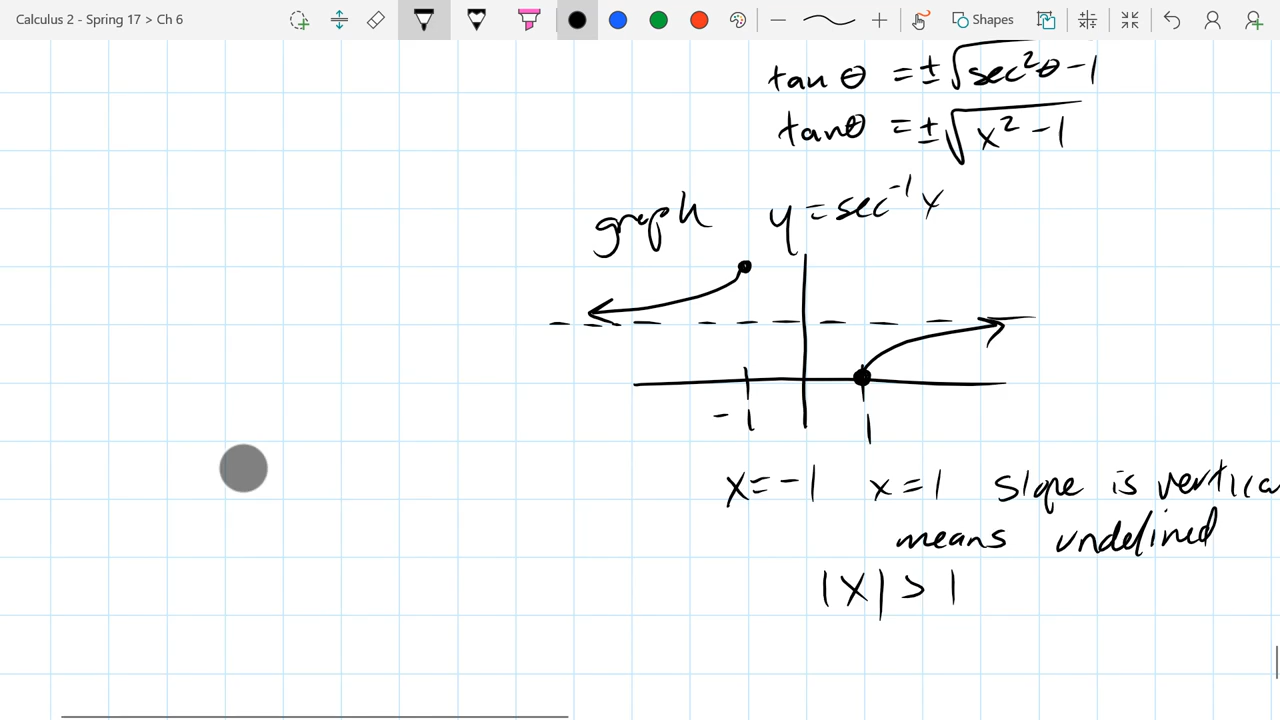 Calculus 2 - Spring 17 > Ch 6
Shapes
tan θ = ±√sec²θ - 1
tanθ = ±√x² - 1
graph y = sec⁻¹ x
-1 1
x = -1 x = 1 slope is vertica
means undefined
|x| > 1